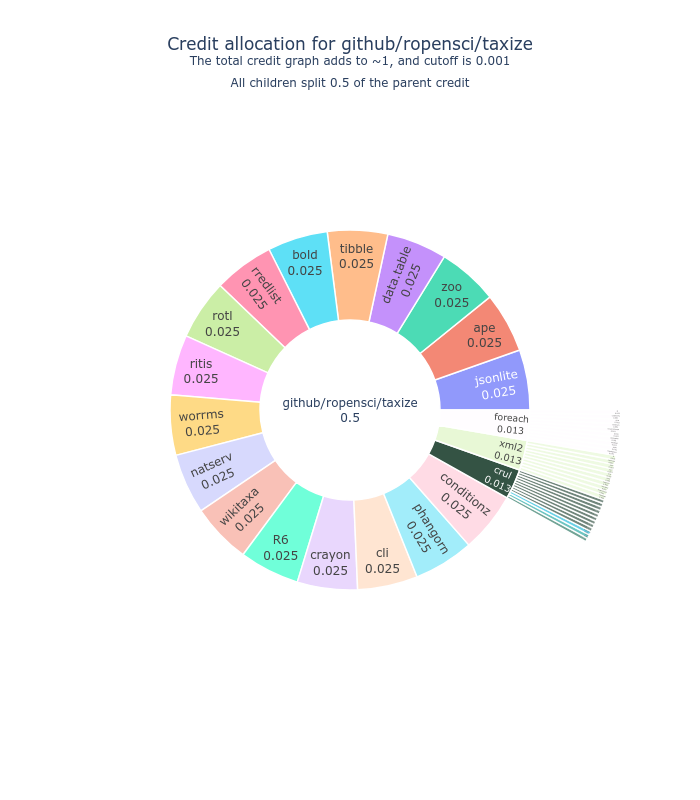 Credit allocation for github/ropensci/taxize
The total credit graph adds to ~1, and cutoff is 0.001
All children split 0.5 of the parent credit
github/ropensci/taxize
0.5
jsonlite
0.025
ape
0.025
zoo
0.025
data.table
0.025
tibble
0.025
bold
0.025
rredlist
0.025
rotl
0.025
ritis
0.025
worrms
0.025
natserv
0.025
wikitaxa
0.025
R6
0.025
crayon
0.025
cli
0.025
phangorn
0.025
conditionz
0.025
crul
0.013
xml2
0.013
foreach
0.013